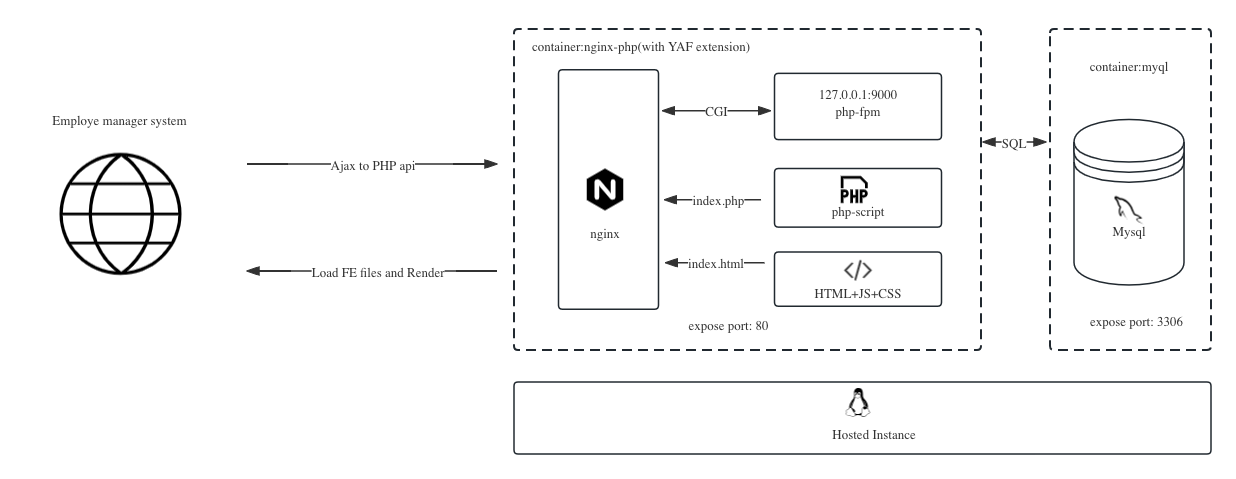 container:nginx-php(with YAF extension)
container:myql
Employe manager system
127.0.0.1:9000
php-fpm
CGI
SQL
Ajax to PHP api
N
nginx
index.php
PHP
php-script
Mysql
Load FE files and Render
index.html
</>
HTML+JS+CSS
expose port: 80
expose port: 3306
Hosted Instance